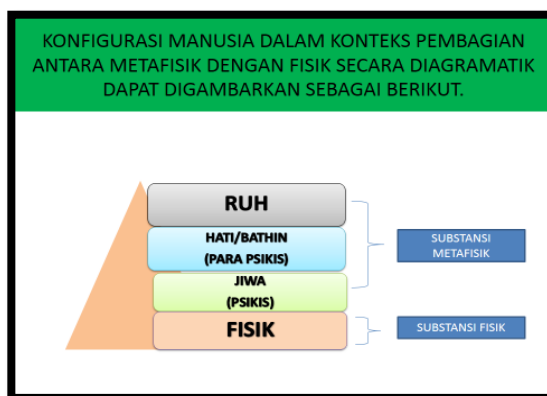 KONFIGURASI MANUSIA DALAM KONTEKS PEMBAGIAN
ANTARA METAFISIK DENGAN FISIK SECARA DIAGRAMATIK
DAPAT DIGAMBARKAN SEBAGAI BERIKUT.
RUH
HATI/BATHIN
(PARA PSIKIS)
JIWA
(PSIKIS)
FISIK
SUBSTANSI
METAFISIK
SUBSTANSI FISIK